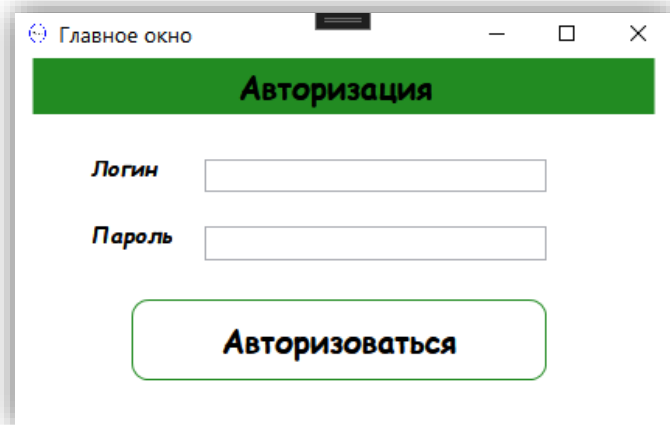 Главное окно
Авторизация
Логин
Пароль
Авторизоваться